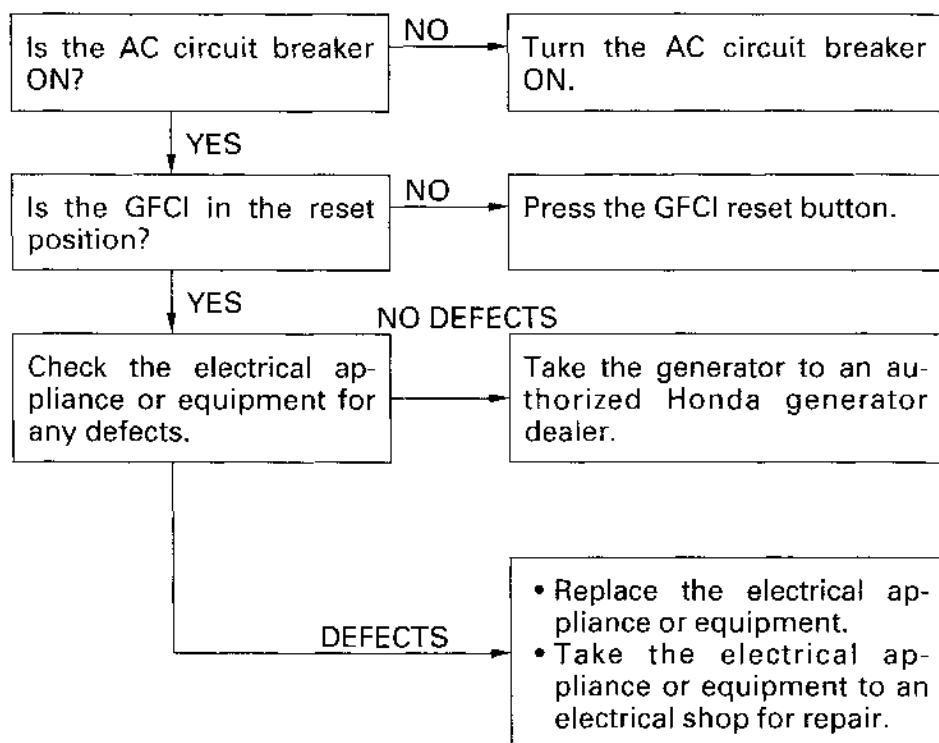 Is the AC circuit breaker
ON?
NO
Turn the AC circuit breaker
ON.
YES
Is the GFCI in the reset
position?
NO
Press the GFCI reset button.
YES
NO DEFECTS
Check the electrical ap-
pliance or equipment for
any defects.
Take the generator to an au-
thorized Honda generator
dealer.
DEFECTS
• Replace the electrical ap-
pliance or equipment.
• Take the electrical ap-
pliance or equipment to an
electrical shop for repair.